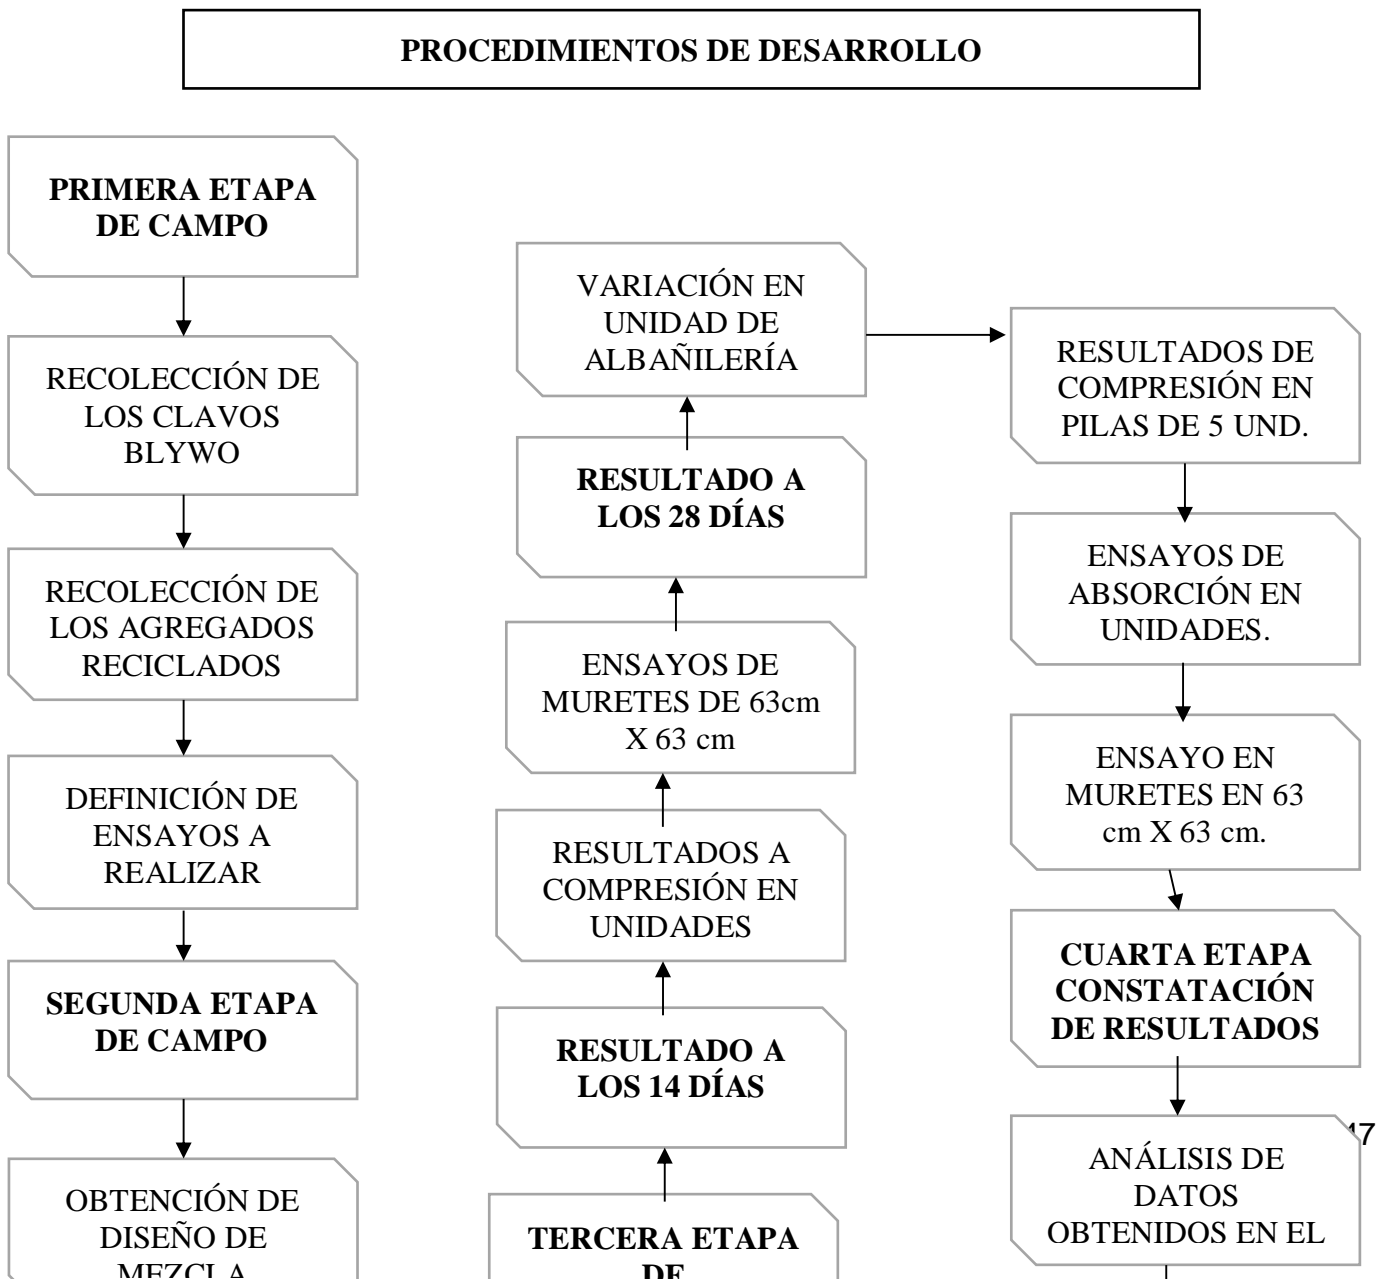 PROCEDIMIENTOS DE DESARROLLO
PRIMERA ETAPA
DE CAMPO
RECOLECCIÓN DE
LOS CLAVOS
BLYWO
RECOLECCIÓN DE
LOS AGREGADOS
RECICLADOS
DEFINICIÓN DE
ENSAYOS A
REALIZAR
SEGUNDA ETAPA
DE CAMPO
OBTENCIÓN DE
DISEÑO DE
MEZCLA
VARIACIÓN EN
UNIDAD DE
ALBAÑILERÍA
RESULTADO A
LOS 28 DÍAS
ENSAYOS DE
MURETES DE 63cm
X 63 cm
RESULTADOS A
COMPRESIÓN EN
UNIDADES
RESULTADO A
LOS 14 DÍAS
TERCERA ETAPA
DE
RESULTADOS DE
COMPRESIÓN EN
PILAS DE 5 UND.
ENSAYOS DE
ABSORCIÓN EN
UNIDADES.
ENSAYO EN
MURETES EN 63
cm X 63 cm.
CUARTA ETAPA
CONSTATACIÓN
DE RESULTADOS
ANÁLISIS DE
DATOS
OBTENIDOS EN EL